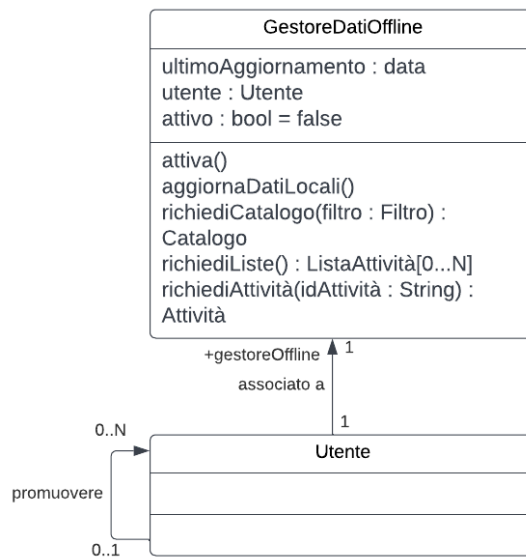 GestoreDatiOffline
ultimoAggiornamento : data
utente : Utente
attivo : bool = false
attiva()
aggiornaDatiLocali()
richiediCatalogo(filtro : Filtro) :
Catalogo
richiediListe() : ListaAttività[0...N]
richiediAttività(idAttività : String) :
Attività
+gestoreOffline
1
associato a
1
0..N
Utente
promuovere
0..1